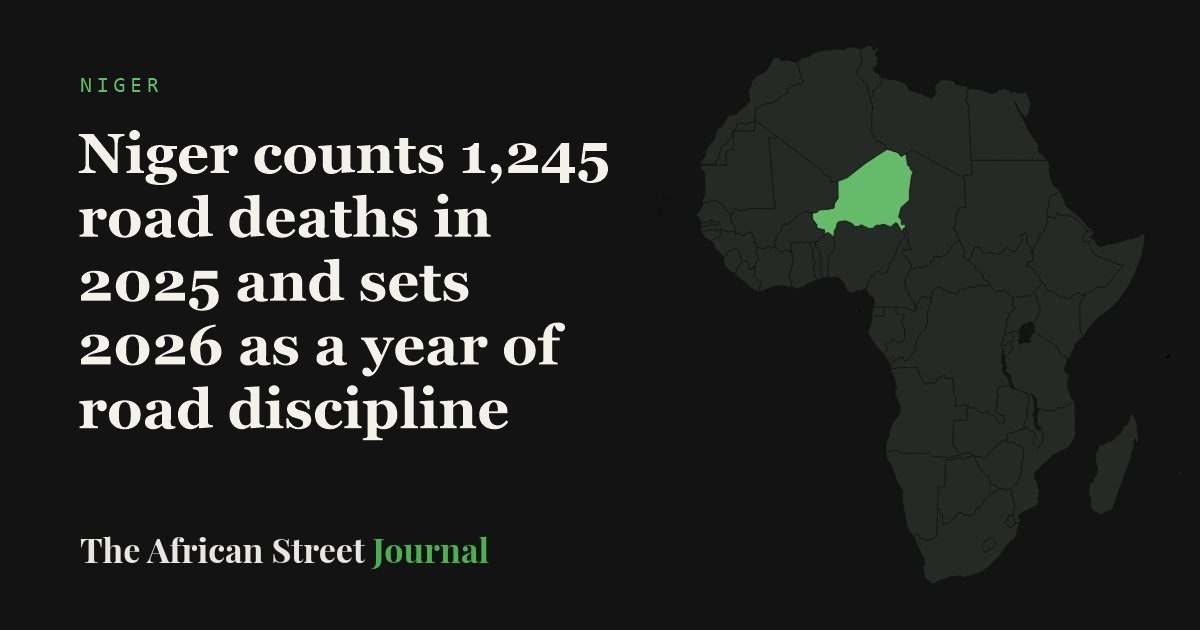 NIGER
Niger counts 1,245
road deaths in
2025 and sets
2026 as a year of
road discipline
The African Street Journal